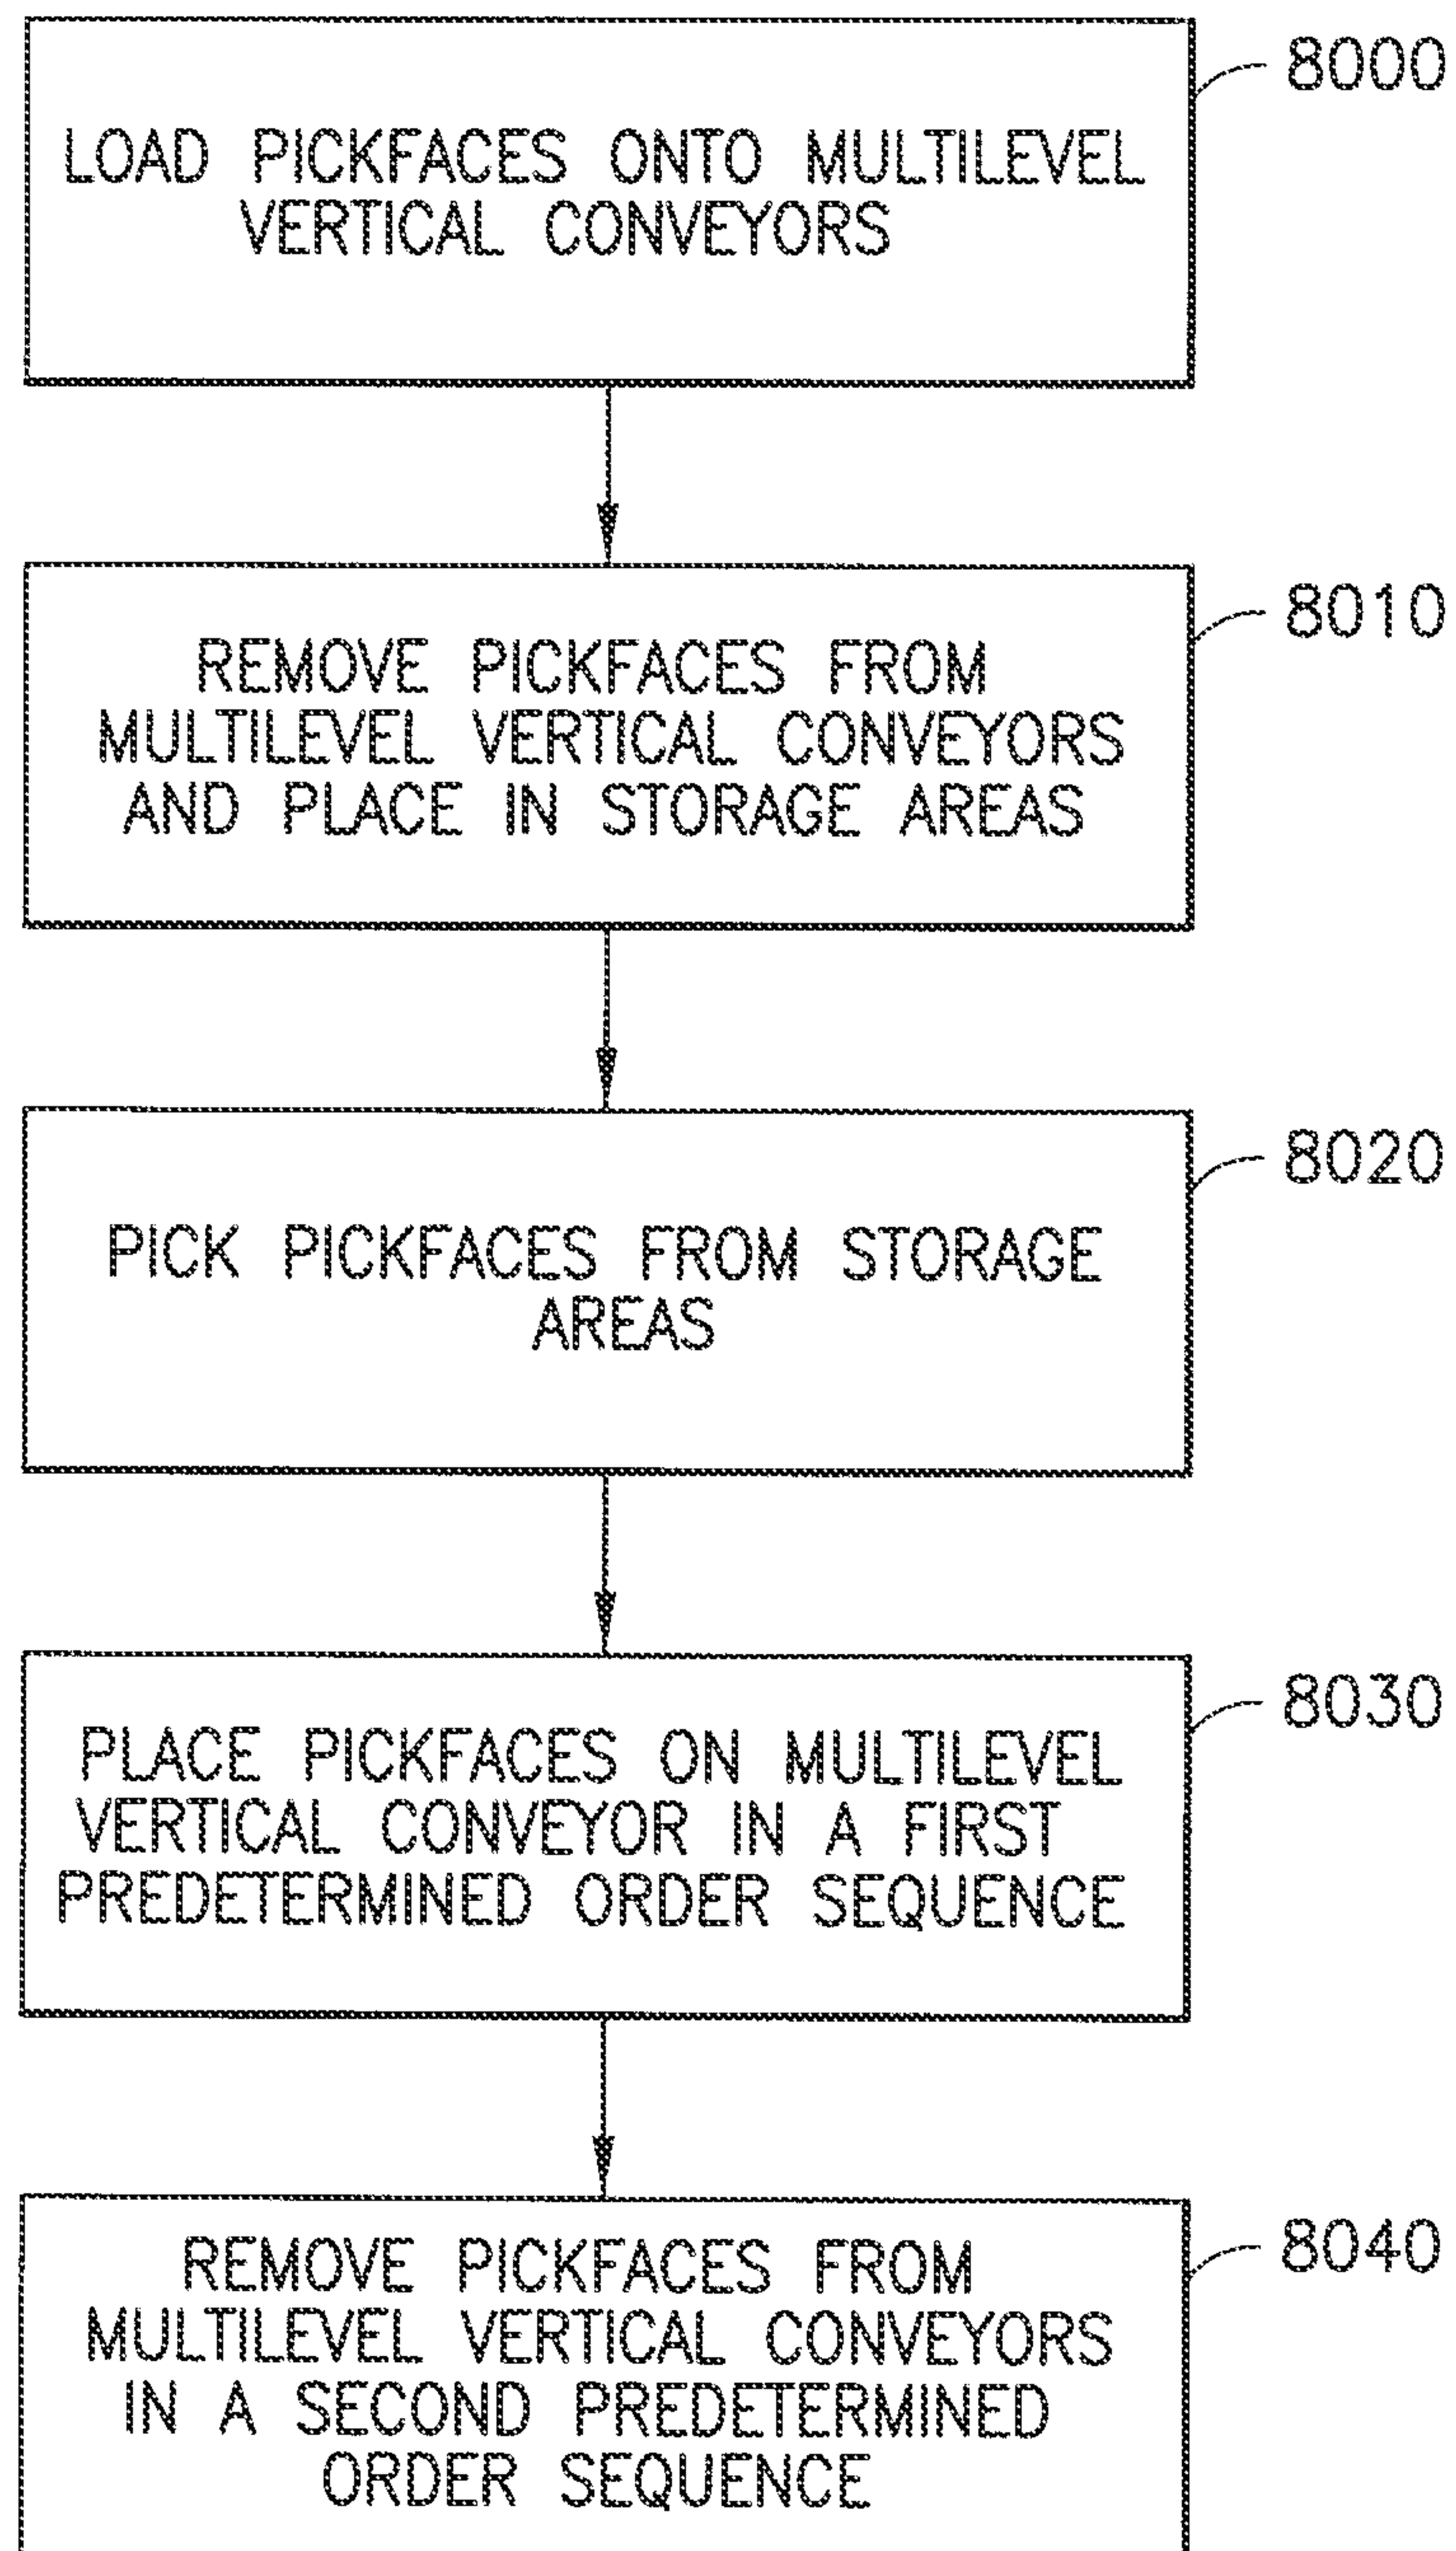 8000
LOAD PICKFACES ONTO MULTILEVEL
VERTICAL CONVEYORS
8010
REMOVE PICKFACES FROM
MULTILEVEL VERTICAL CONVEYORS
AND PLACE IN STORAGE AREAS
8020
PICK PICKFACES FROM STORAGE
AREAS
8030
PLACE PICKFACES ON MULTILEVEL
VERTICAL CONVEYOR IN A FIRST
PREDETERMINED ORDER SEQUENCE
8040
REMOVE PICKFACES FROM
MULTILEVEL VERTICAL CONVEYORS
IN A SECOND PREDETERMINED
ORDER SEQUENCE